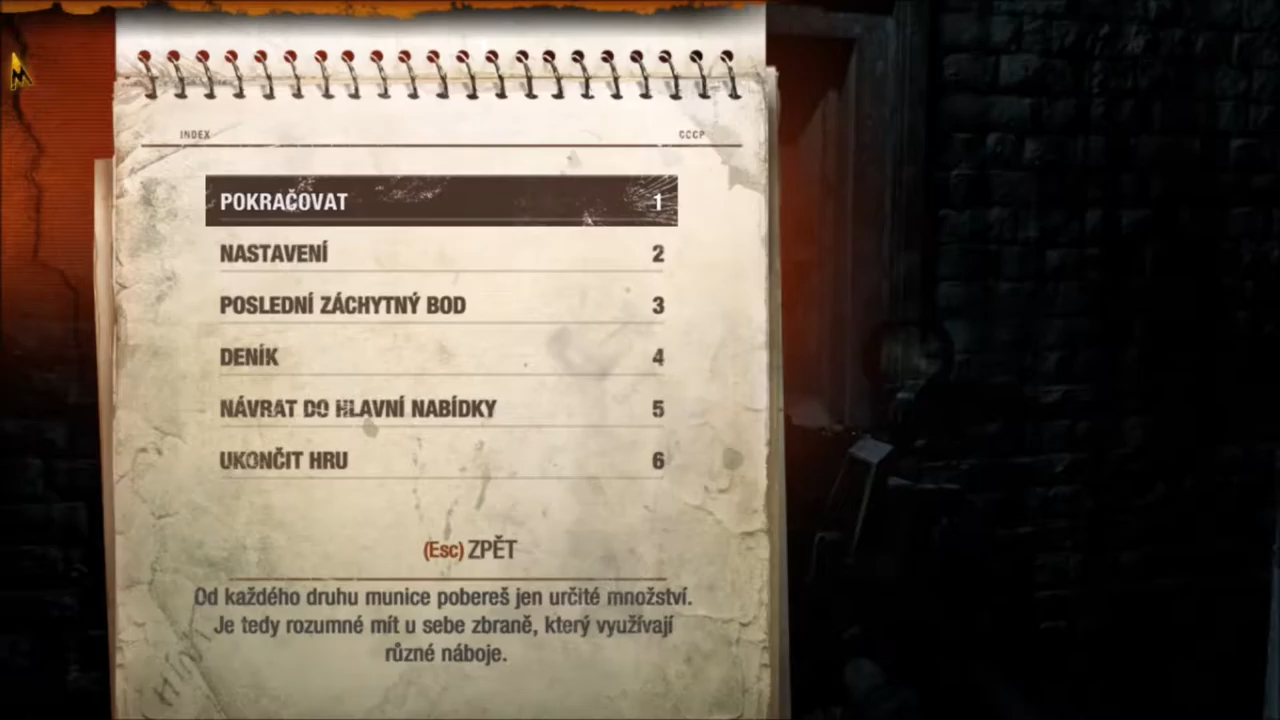 INDEX CCCP
POKRAČOVAT 1
NASTAVENÍ 2
POSLEDNÍ ZÁCHYTNÝ BOD 3
DENÍK 4
NÁVRAT DO HLAVNÍ NABÍDKY 5
UKONČIT HRU 6
(Esc) ZPĚT
Od každého druhu munice pobereš jen určité množství.
Je tedy rozumné mít u sebe zbraně, který využívají
různé náboje.